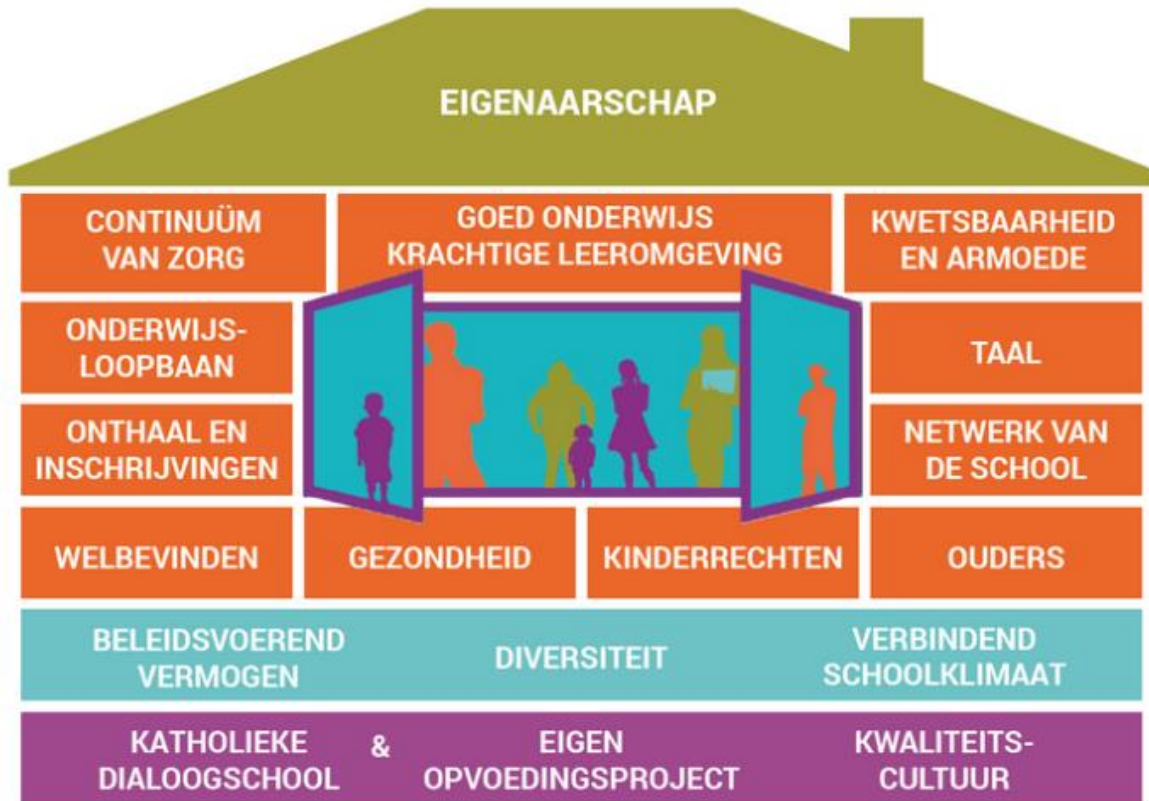 EIGENAARSCHAP
CONTINUÜM
VAN ZORG
GOED ONDERWIJS
KRACHTIGE LEEROMGEVING
KWETSBAARHEID
EN ARMOEDE
ONDERWIJS-
LOOPBAAN
TAAL
ONTHAAL EN
INSCHRIJVINGEN
NETWERK VAN
DE SCHOOL
WELBEVINDEN
GEZONDHEID
KINDERRECHTEN
OUDERS
BELEIDSVOEREND
VERMOGEN
DIVERSITEIT
VERBINDEND
SCHOOLKLIMAAT
KATHOLIEKE
DIALOOGSCHOOL
&
EIGEN
OPVOEDINGSPROJECT
KWALITEITS-
CULTUUR